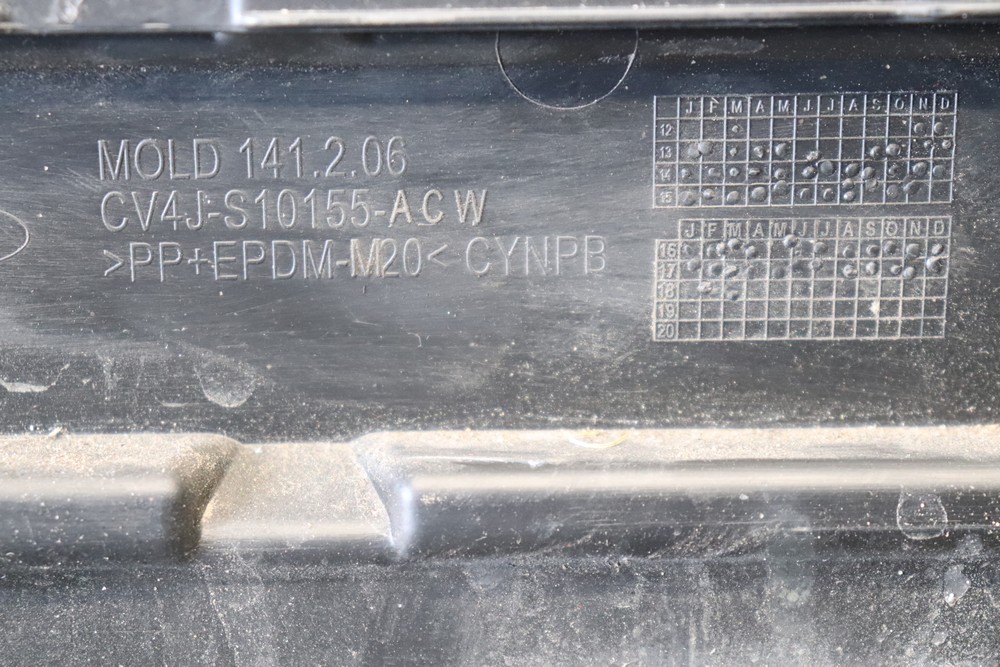 MOLD 141.2.06
CV4J-S10155-ACW
>PP+EPDM-M20< CYNPB
J F M A M J J A S O N D
12
13
14
15
J F M A M J J A S O N D
16
17
18
19
20